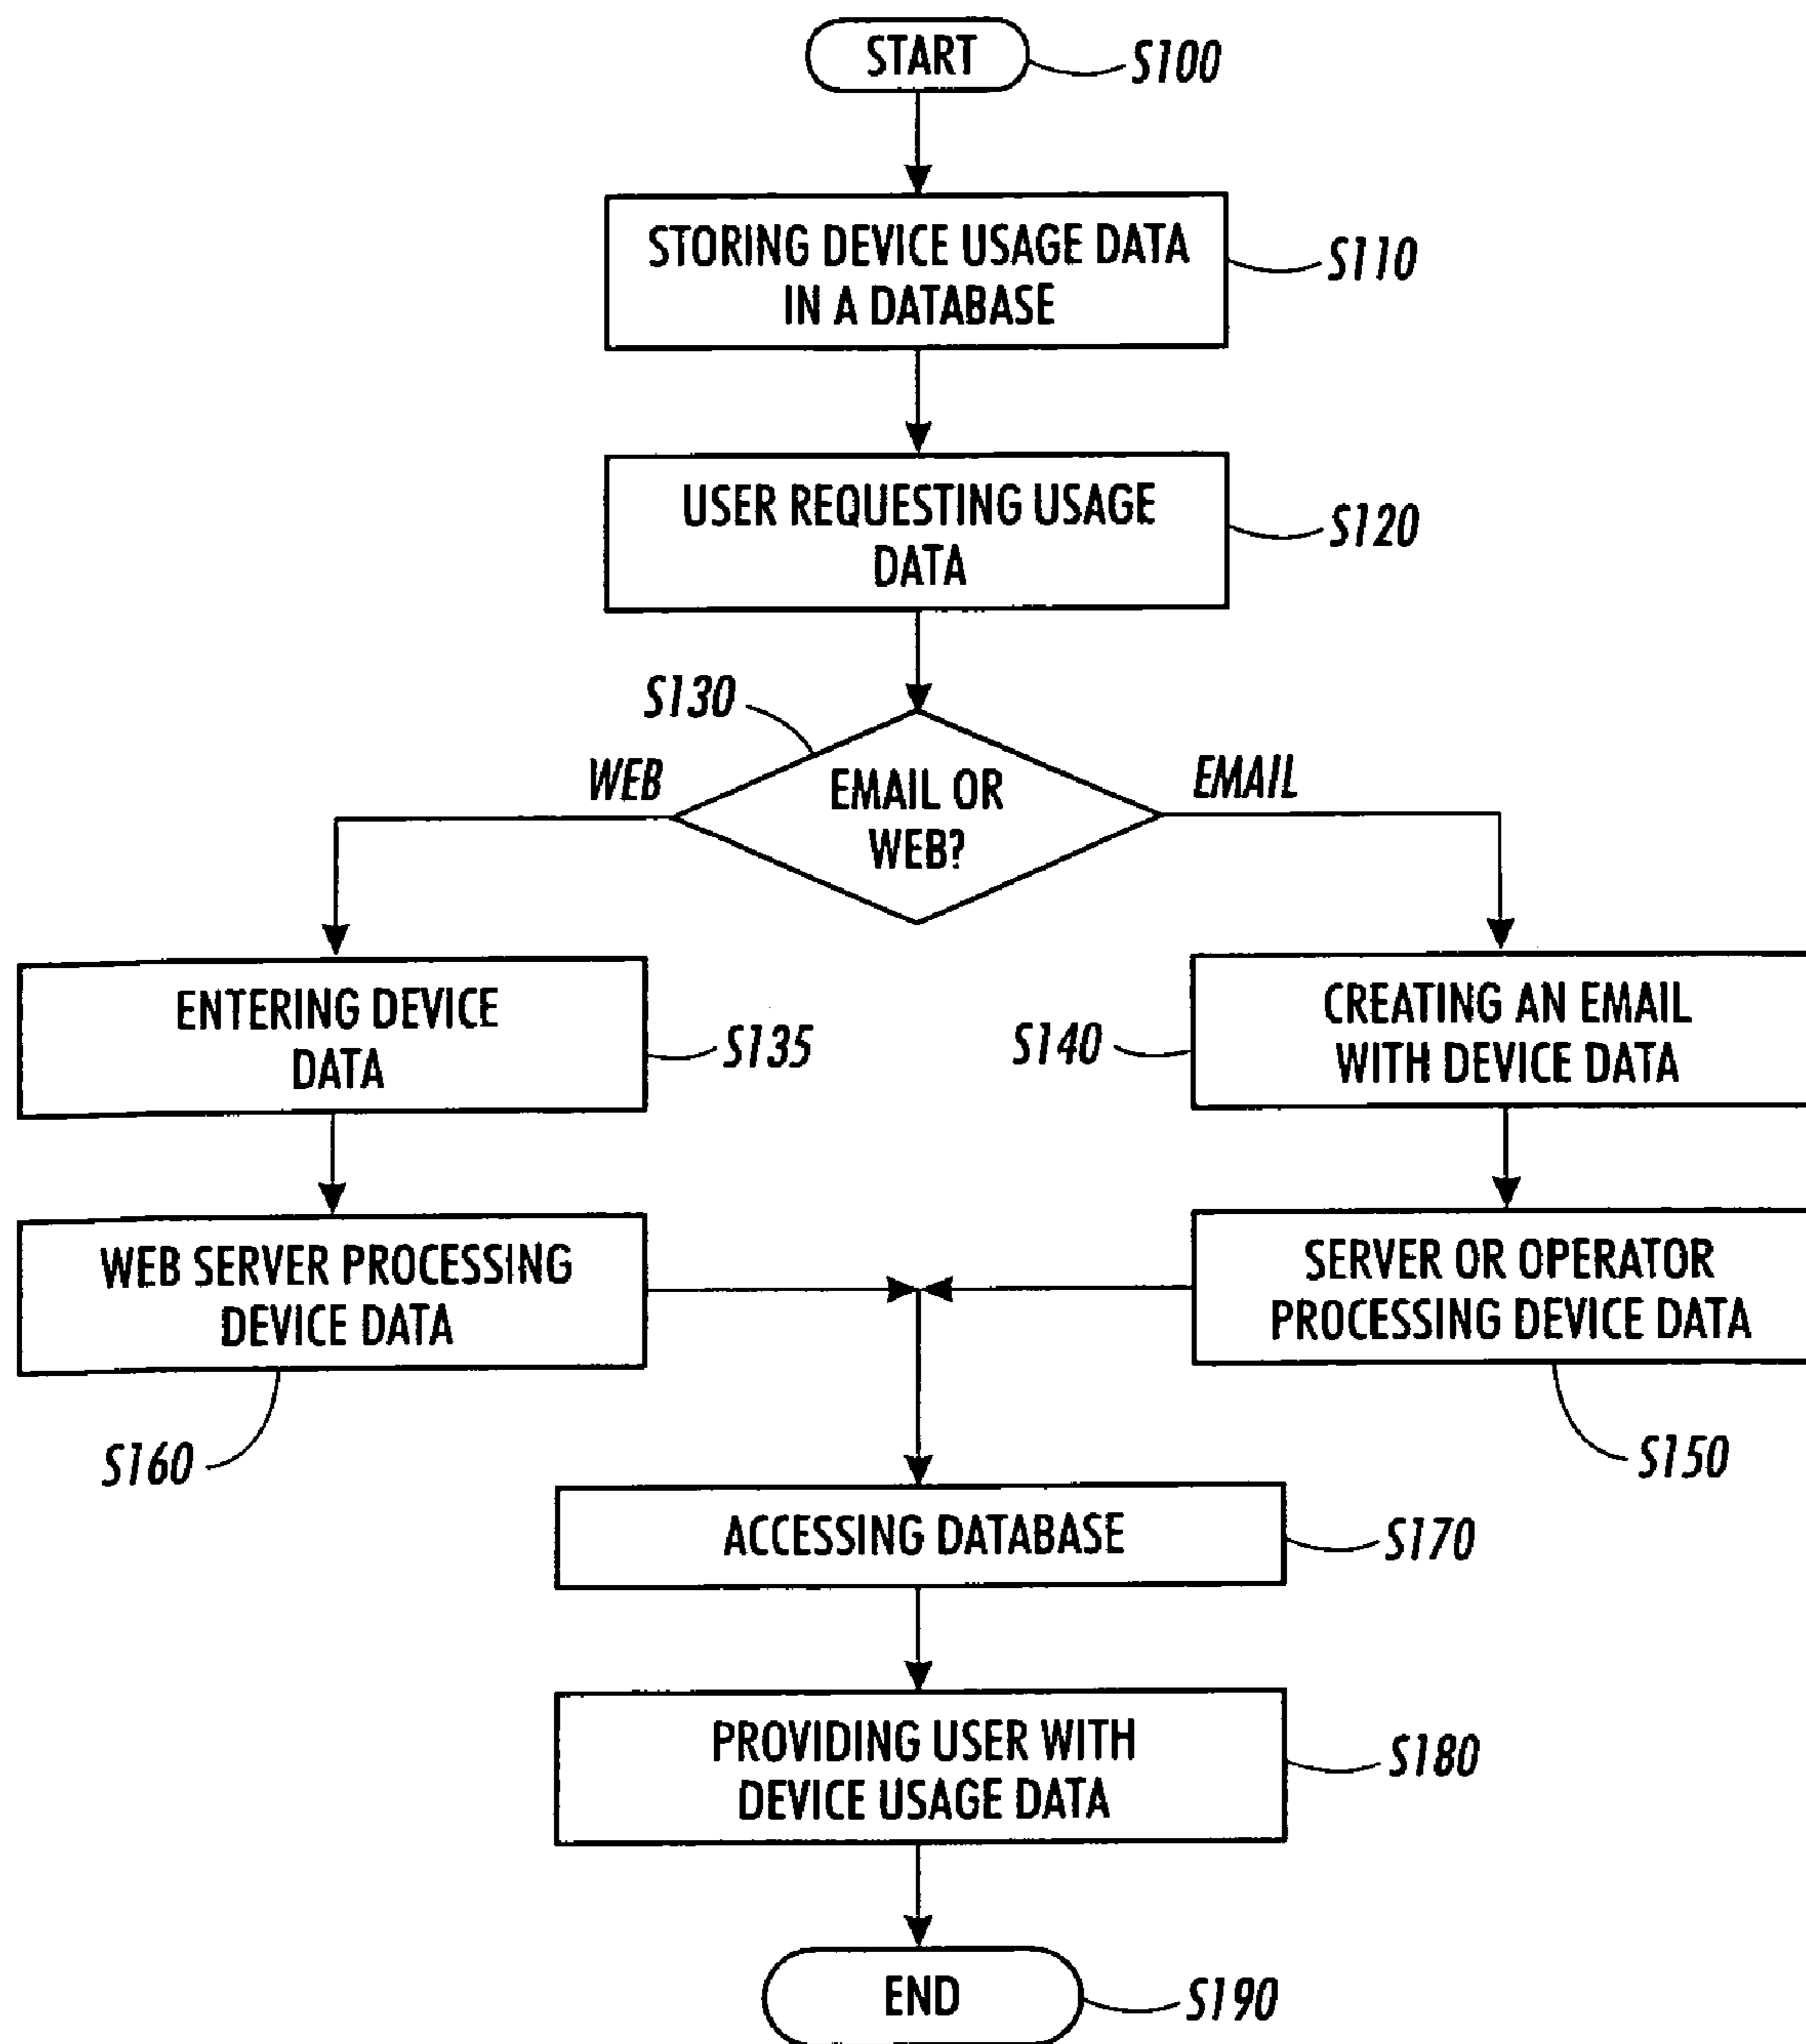 START
S100
STORING DEVICE USAGE DATA
IN A DATABASE
S110
USER REQUESTING USAGE
DATA
S120
S130
WEB
EMAIL OR
WEB?
EMAIL
ENTERING DEVICE
DATA
S135
S140
CREATING AN EMAIL
WITH DEVICE DATA
WEB SERVER PROCESSING
DEVICE DATA
SERVER OR OPERATOR
PROCESSING DEVICE DATA
S160
S150
ACCESSING DATABASE
S170
PROVIDING USER WITH
DEVICE USAGE DATA
S180
END
S190